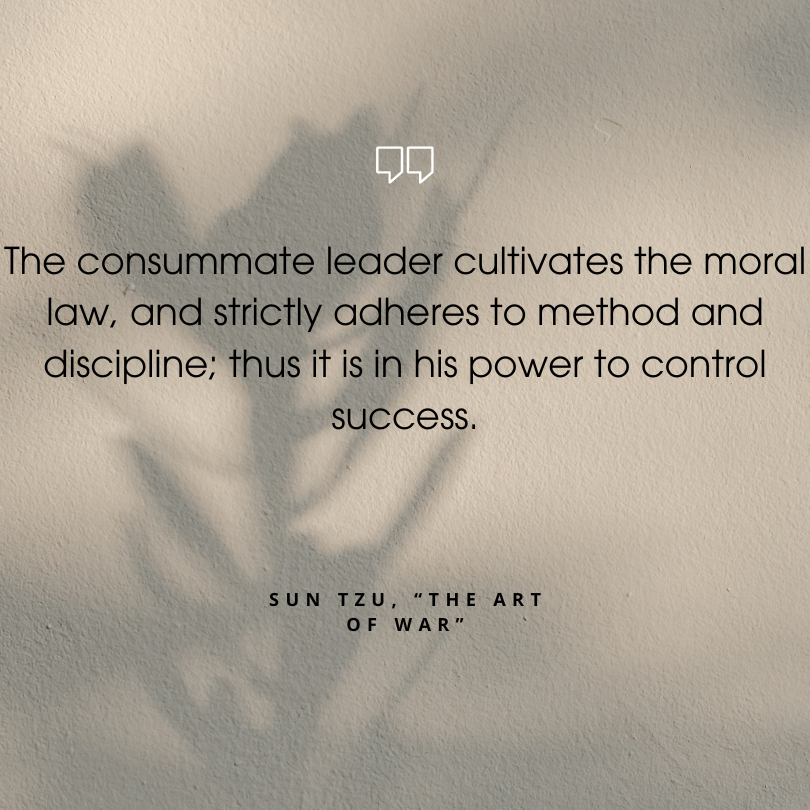 The consummate leader cultivates the moral
law, and strictly adheres to method and
discipline; thus it is in his power to control
success.
SUN TZU, “THE ART
OF WAR”